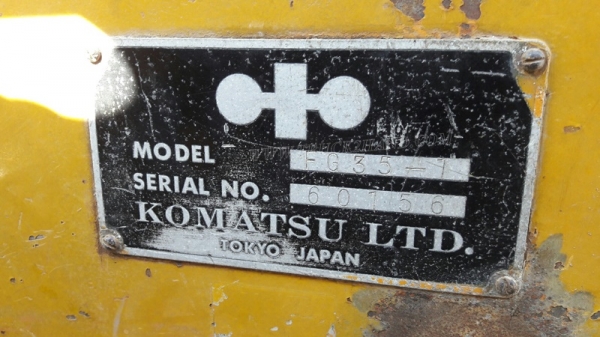 MODEL FG35-1
SERIAL NO. 60156
KOMATSU LTD.
TOKYO JAPAN